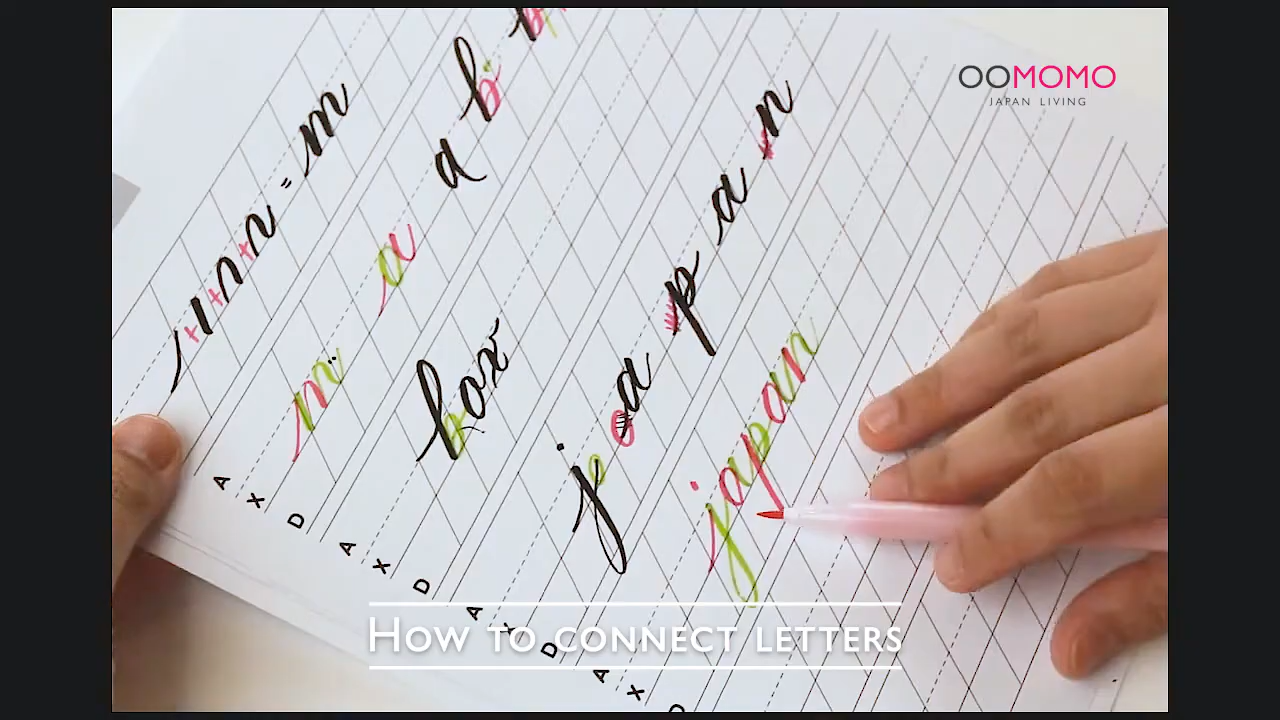 OOMOMO
JAPAN LIVING
+ + + n = m
m a a b
box
j a p a n
japan
A
X
D
A
X
D
A
X
D
A
X
D
HOW TO CONNECT LETTERS